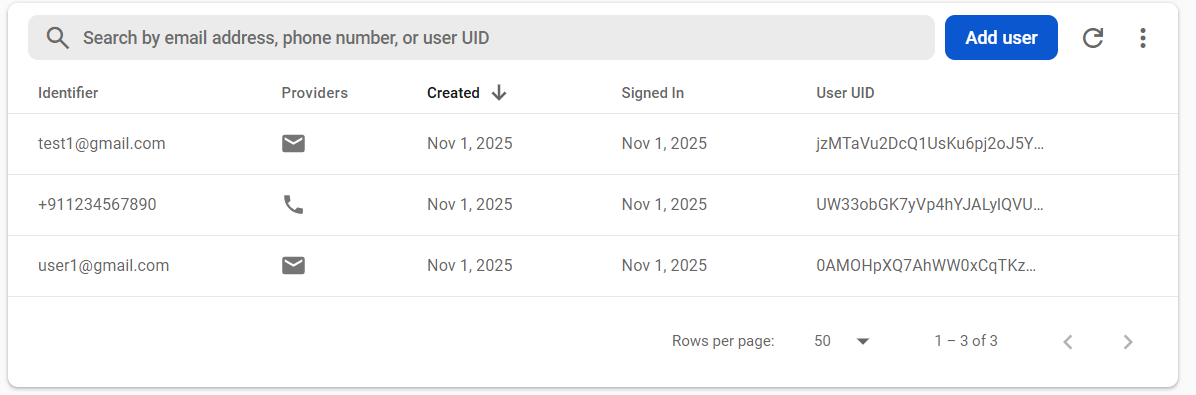 Search by email address, phone number, or user UID Add user
Identifier Providers Created Signed In User UID
test1@gmail.com Nov 1, 2025 Nov 1, 2025 jzMTaVu2DcQ1UsKu6pj2oJ5Y...
+911234567890 Nov 1, 2025 Nov 1, 2025 UW33obGK7yVp4hYJALylQVU...
user1@gmail.com Nov 1, 2025 Nov 1, 2025 0AMOHpXQ7AhWW0xCqTKz...
Rows per page: 50 1 – 3 of 3